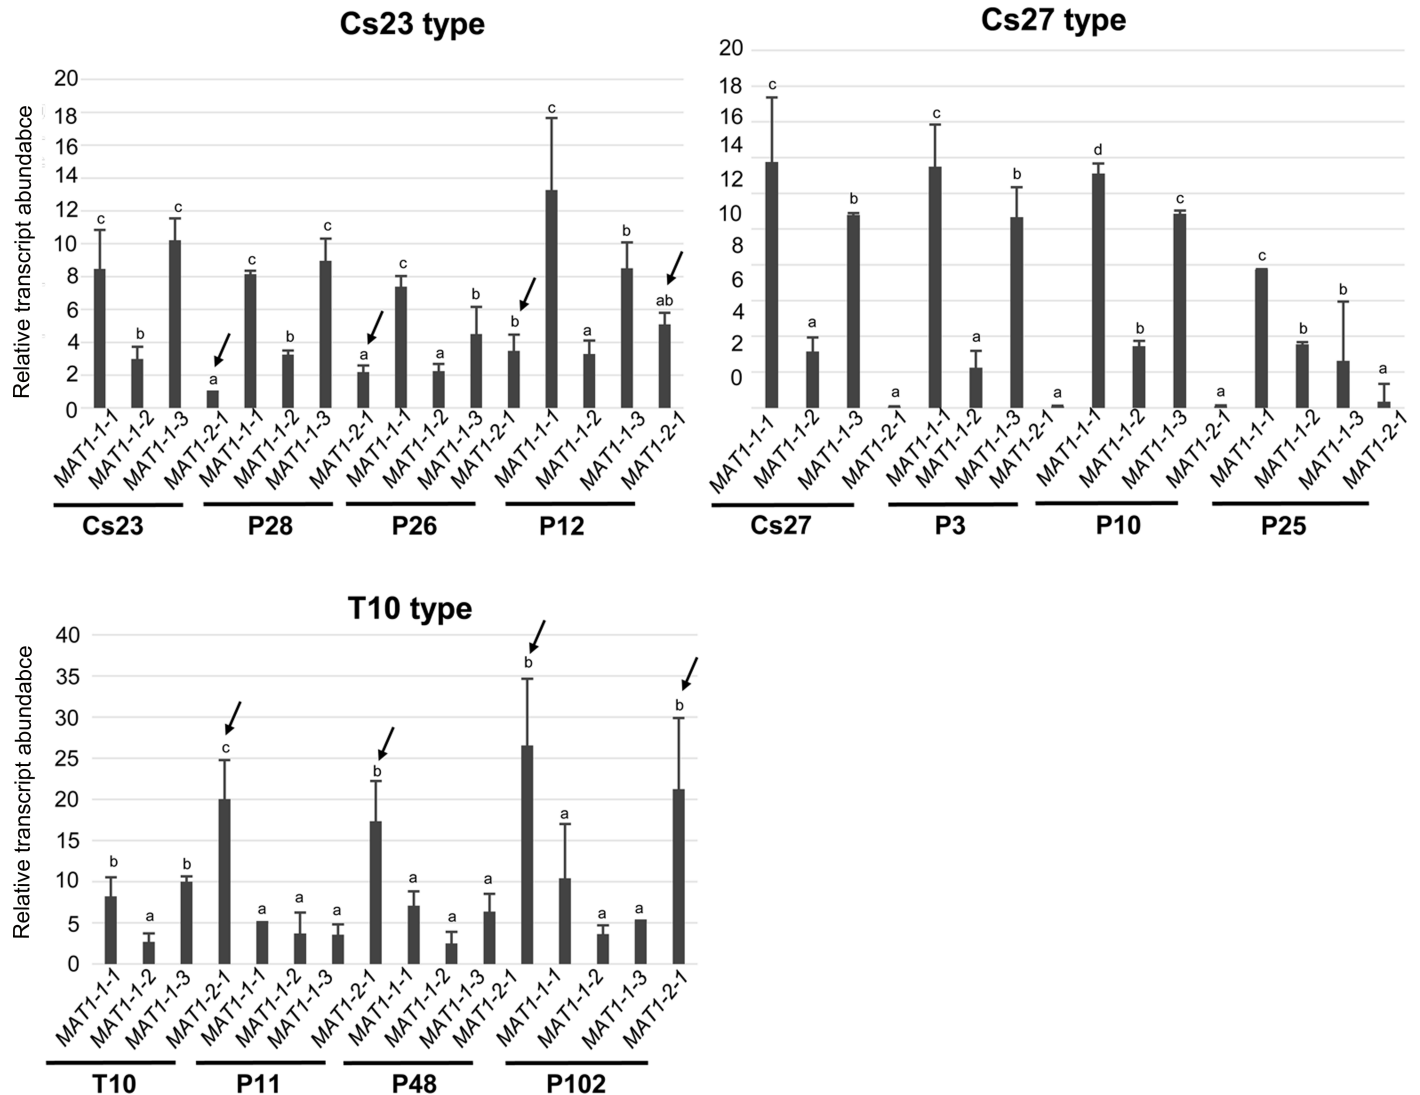 Cs23 type
Relative transcript abundabce
20
18
16
14
12
10
8
6
4
2
0
c
b
c
a
c
b
c
a
c
a
b
b
c
a
b
ab
MAT1-1-1
MAT1-1-2
MAT1-1-3
MAT1-2-1
MAT1-1-1
MAT1-1-2
MAT1-1-3
MAT1-2-1
MAT1-1-1
MAT1-1-2
MAT1-1-3
MAT1-2-1
MAT1-1-1
MAT1-1-2
MAT1-1-3
MAT1-2-1
Cs23
P28
P26
P12
Cs27 type
20
18
16
14
12
10
8
6
4
2
0
c
a
b
a
c
a
b
a
d
b
c
a
c
b
b
a
MAT1-1-1
MAT1-1-2
MAT1-1-3
MAT1-2-1
MAT1-1-1
MAT1-1-2
MAT1-1-3
MAT1-2-1
MAT1-1-1
MAT1-1-2
MAT1-1-3
MAT1-2-1
MAT1-1-1
MAT1-1-2
MAT1-1-3
MAT1-2-1
Cs27
P3
P10
P25
T10 type
Relative transcript abundabce
40
35
30
25
20
15
10
5
0
b
a
b
c
a
a
a
b
a
a
a
b
a
a
a
b
MAT1-1-1
MAT1-1-2
MAT1-1-3
MAT1-2-1
MAT1-1-1
MAT1-1-2
MAT1-1-3
MAT1-2-1
MAT1-1-1
MAT1-1-2
MAT1-1-3
MAT1-2-1
MAT1-1-1
MAT1-1-2
MAT1-1-3
MAT1-2-1
T10
P11
P48
P102